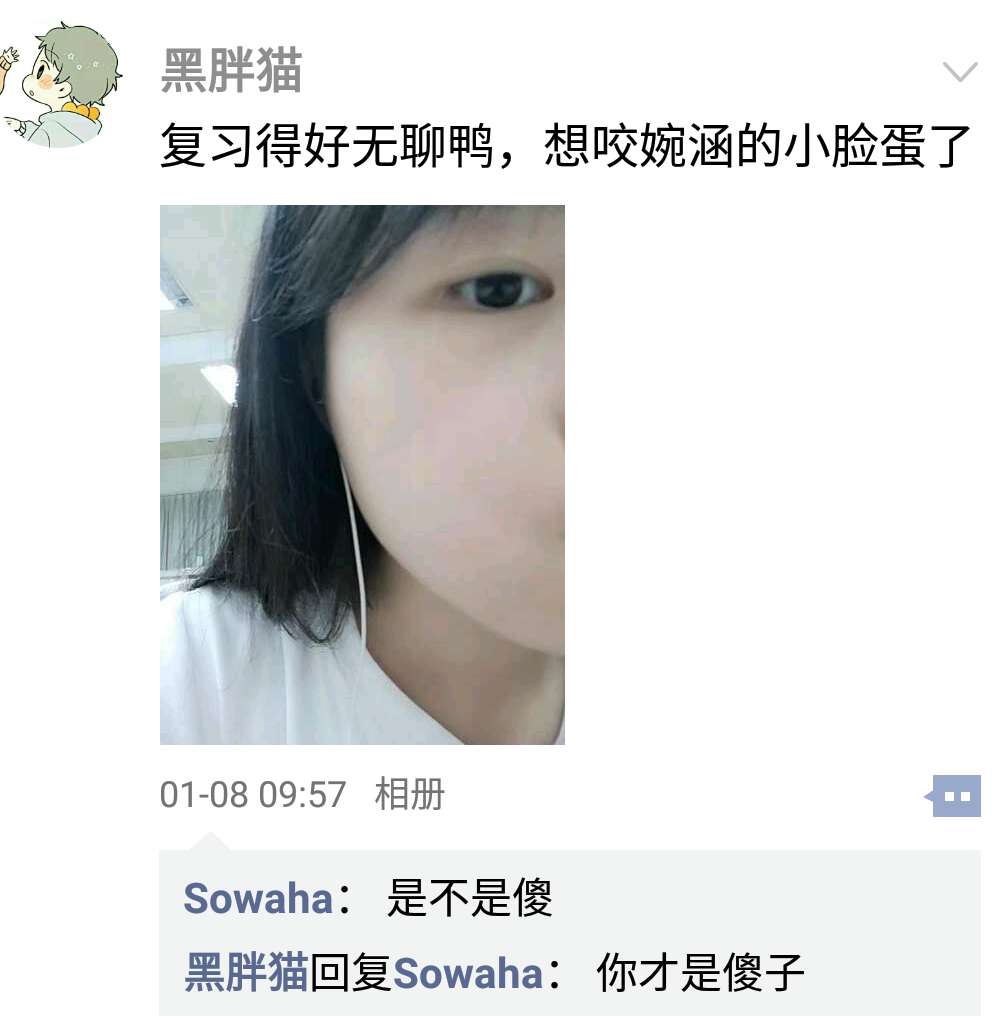 黑胖猫
复习得好无聊鸭，想咬婉涵的小脸蛋了
01-08 09:57 相册
Sowaha： 是不是傻
黑胖猫回复Sowaha： 你才是傻子